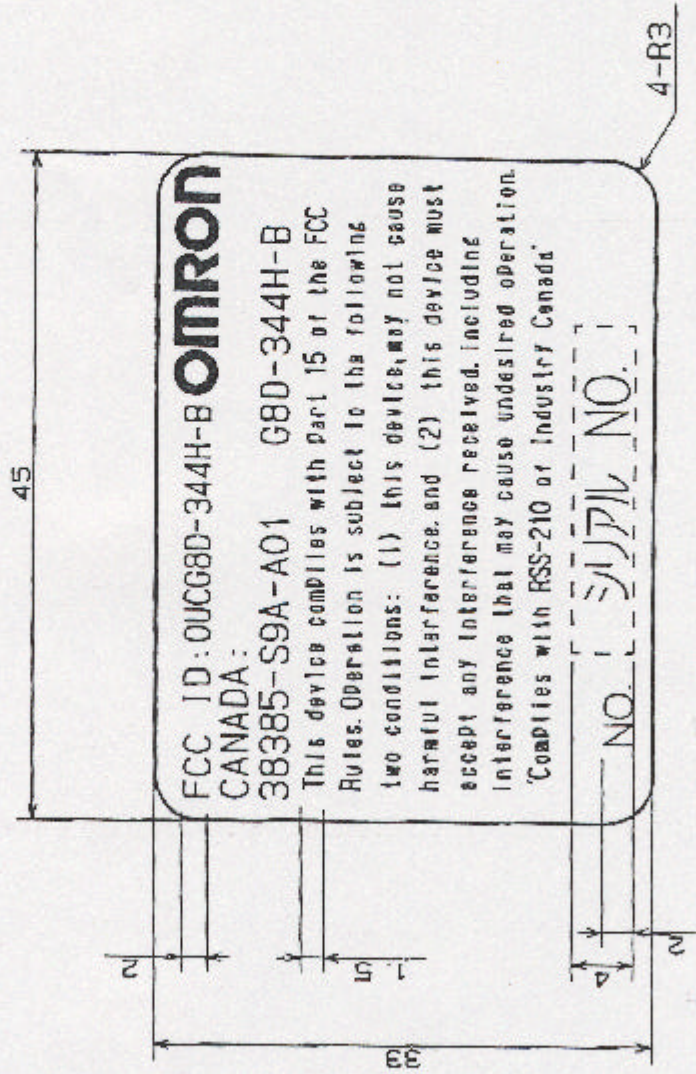 45
FCC ID:OUCG8D-344H-B OMRON
CANADA:
38385-S9A-A01 G8D-344H-B
This device complies with part 15 of the FCC
Rules.Operation is subject to the following
two conditions: (1) this device,may not cause
harmful interference.and (2) this device must
accept any interference received.including
interference that may cause undesired operation.
'Complies with RSS-210 of Industry Canada'
NO. シリアル NO.
4-R3
2
1.5
33
4
2